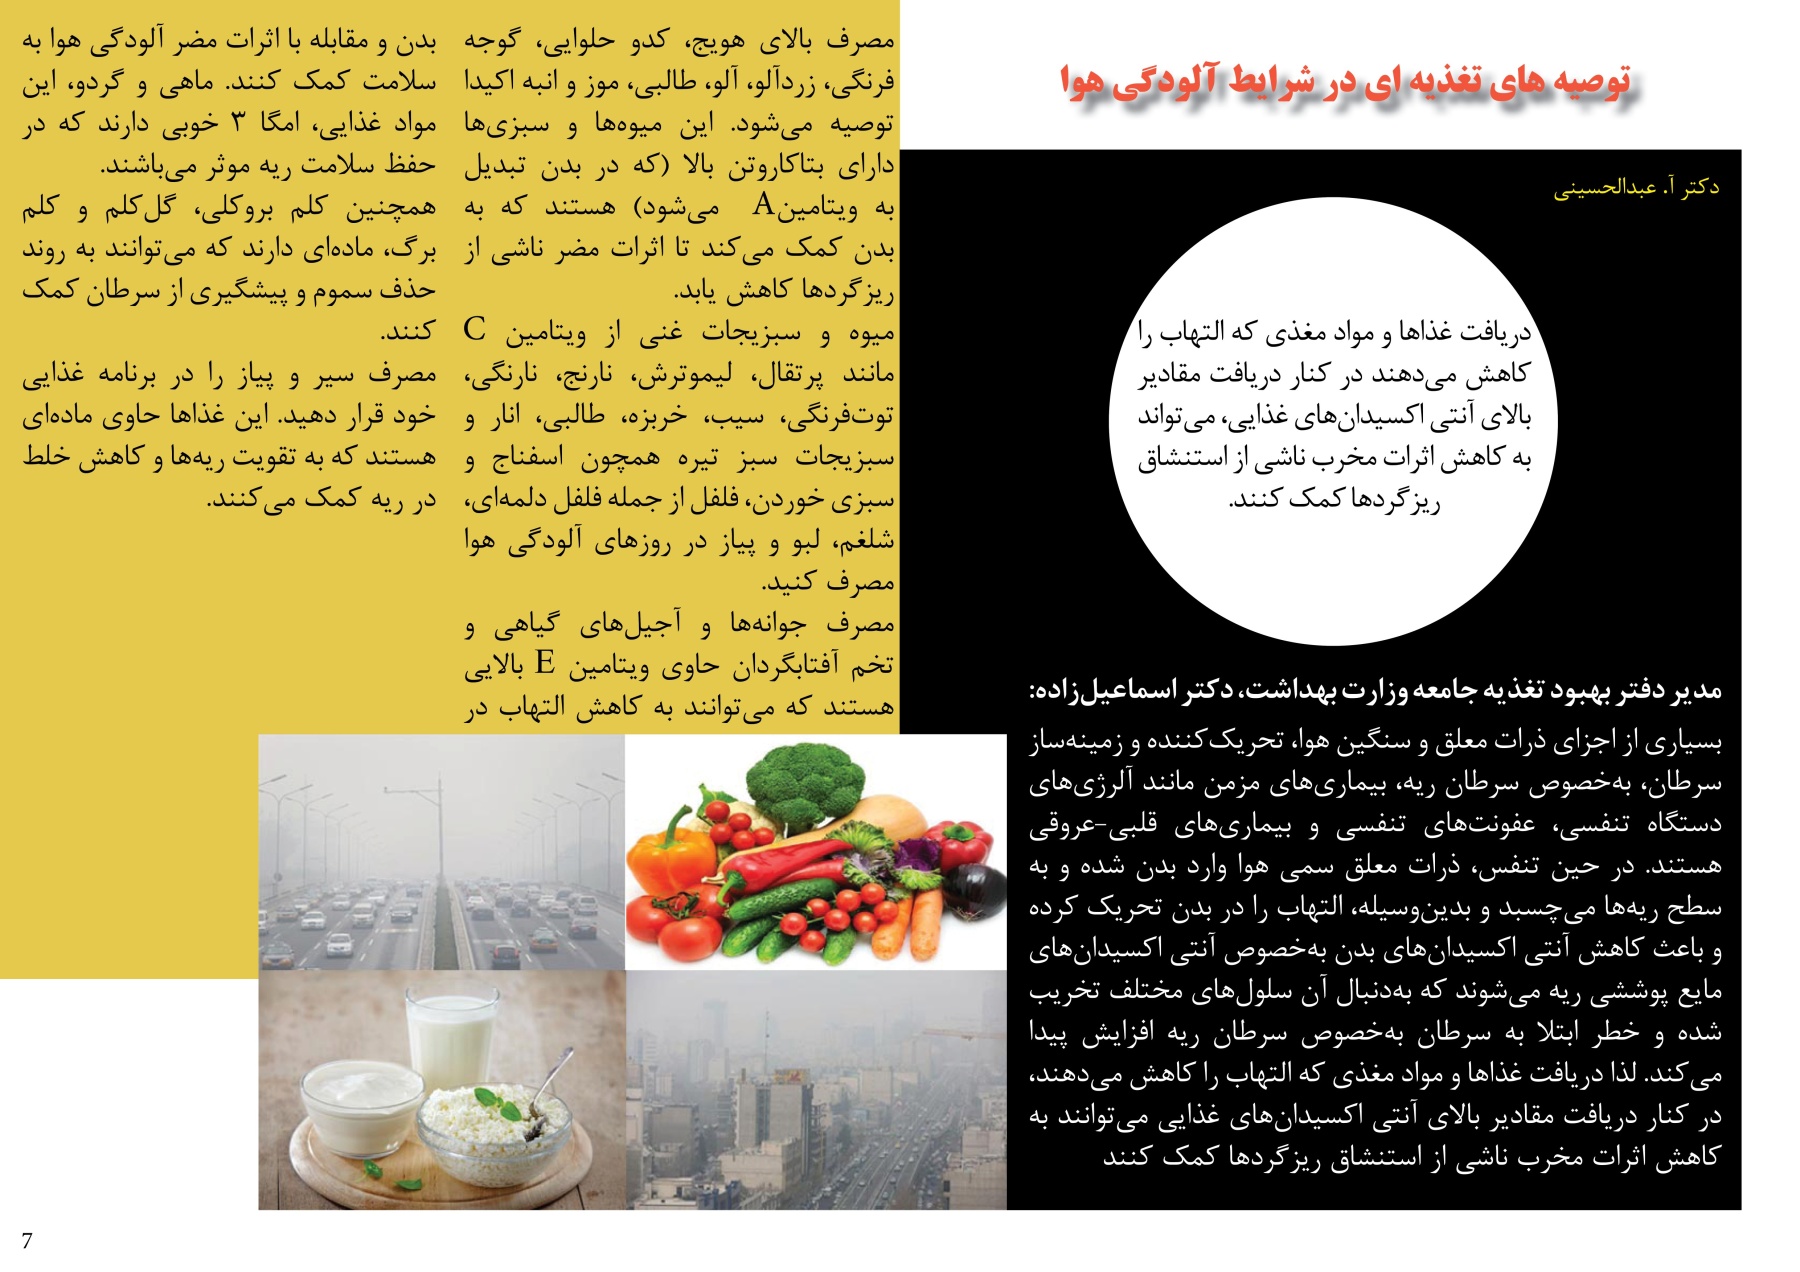 توصیه های تغذیه ای در شرایط آلودگی هوا
دکتر آ. عبدالحسینی
دریافت غذاها و مواد مغذی که التهاب را
کاهش می‌دهند در کنار دریافت مقادیر
بالای آنتی اکسیدان‌های غذایی، می‌تواند
به کاهش اثرات مخرب ناشی از استنشاق
ریزگردها کمک کنند.
مدیر دفتر بهبود تغذیه جامعه وزارت بهداشت، دکتر اسماعیل‌زاده:
بسیاری از اجزای ذرات معلق و سنگین هوا، تحریک‌کننده و زمینه‌ساز
سرطان، به‌خصوص سرطان ریه، بیماری‌های مزمن مانند آلرژی‌های
دستگاه تنفسی، عفونت‌های تنفسی و بیماری‌های قلبی-عروقی
هستند. در حین تنفس، ذرات معلق سمی هوا وارد بدن شده و به
سطح ریه‌ها می‌چسبد و بدین‌وسیله، التهاب را در بدن تحریک کرده
و باعث کاهش آنتی اکسیدان‌های بدن به‌خصوص آنتی اکسیدان‌های
مایع پوششی ریه می‌شوند که به‌دنبال آن سلول‌های مختلف تخریب
شده و خطر ابتلا به سرطان به‌خصوص سرطان ریه افزایش پیدا
می‌کند. لذا دریافت غذاها و مواد مغذی که التهاب را کاهش می‌دهند،
در کنار دریافت مقادیر بالای آنتی اکسیدان‌های غذایی می‌توانند به
کاهش اثرات مخرب ناشی از استنشاق ریزگردها کمک کنند
مصرف بالای هویج، کدو حلوایی، گوجه
فرنگی، زردآلو، آلو، طالبی، موز و انبه اکیدا
توصیه می‌شود. این میوه‌ها و سبزی‌ها
دارای بتاکاروتن بالا (که در بدن تبدیل
به ویتامینA می‌شود) هستند که به
بدن کمک می‌کند تا اثرات مضر ناشی از
ریزگردها کاهش یابد.
میوه و سبزیجات غنی از ویتامین C
مانند پرتقال، لیموترش، نارنج، نارنگی،
توت‌فرنگی، سیب، خربزه، طالبی، انار و
سبزیجات سبز تیره همچون اسفناج و
سبزی خوردن، فلفل از جمله فلفل دلمه‌ای،
شلغم، لبو و پیاز در روزهای آلودگی هوا
مصرف کنید.
مصرف جوانه‌ها و آجیل‌های گیاهی و
تخم آفتابگردان حاوی ویتامین E بالایی
هستند که می‌توانند به کاهش التهاب در
بدن و مقابله با اثرات مضر آلودگی هوا به
سلامت کمک کنند. ماهی و گردو، این
مواد غذایی، امگا ۳ خوبی دارند که در
حفظ سلامت ریه موثر می‌باشند.
همچنین کلم بروکلی، گل‌کلم و کلم
برگ، ماده‌ای دارند که می‌توانند به روند
حذف سموم و پیشگیری از سرطان کمک
کنند.
مصرف سیر و پیاز را در برنامه غذایی
خود قرار دهید. این غذاها حاوی ماده‌ای
هستند که به تقویت ریه‌ها و کاهش خلط
در ریه کمک می‌کنند.
7